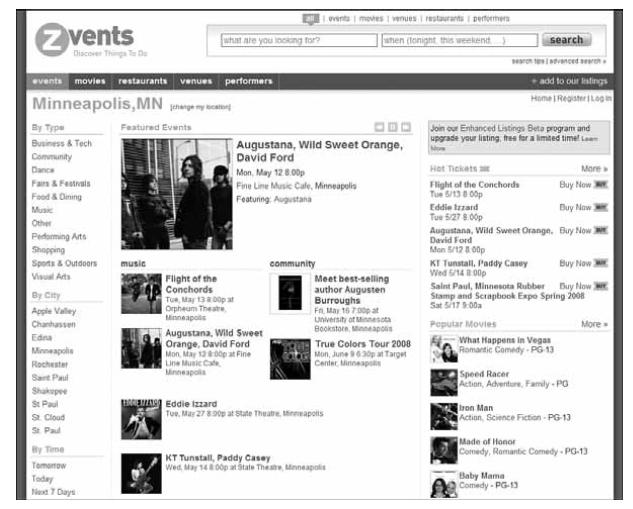 all | events | movies | venues | restaurants | performers
zvents
Discover Things To Do
what are you looking for?
when (tonight, this weekend, ...)
search
search tips | advanced search »
events movies restaurants venues performers
+ add to our listings
Minneapolis,MN [change my location]
Home | Register | Log In
By Type
Business & Tech
Community
Dance
Fairs & Festivals
Food & Dining
Music
Other
Performing Arts
Shopping
Sports & Outdoors
Visual Arts
By City
Apple Valley
Chanhassen
Edina
Minneapolis
Rochester
Saint Paul
Shakopee
St Paul
St. Cloud
St. Paul
By Time
Tomorrow
Today
Next 7 Days
Featured Events
Augustana, Wild Sweet Orange,
David Ford
Mon, May 12 8:00p
Fine Line Music Cafe, Minneapolis
Featuring: Augustana
music
Flight of the
Conchords
Tue, May 13 8:00p at
Orpheum Theatre,
Minneapolis
Augustana, Wild Sweet
Orange, David Ford
Mon, May 12 8:00p at Fine
Line Music Cafe,
Minneapolis
EDDIE IZZARD
Eddie Izzard
Tue, May 27 8:00p at State Theatre, Minneapolis
KT Tunstall, Paddy Casey
Wed, May 14 8:00p at State Theatre, Minneapolis
community
Meet best-selling
author Augusten
Burroughs
Fri, May 16 7:00p at
University of Minnesota
Bookstore, Minneapolis
True Colors Tour 2008
Mon, June 9 6:30p at Target
Center, Minneapolis
Join our Enhanced Listings Beta program and
upgrade your listing, free for a limited time! Learn
More
Hot Tickets
More »
Flight of the Conchords Buy Now
Tue 5/13 8:00p
Eddie Izzard Buy Now
Tue 5/27 8:00p
Augustana, Wild Sweet Orange, Buy Now
David Ford
Mon 5/12 8:00p
KT Tunstall, Paddy Casey Buy Now
Wed 5/14 8:00p
Saint Paul, Minnesota Rubber Buy Now
Stamp and Scrapbook Expo Spring 2008
Sat 5/17 9:00a
Popular Movies More »
What Happens in Vegas
Romantic Comedy - PG-13
Speed Racer
Action, Adventure, Family - PG
Iron Man
Action, Science Fiction - PG-13
Made of Honor
Comedy, Romantic Comedy - PG-13
Baby Mama
Comedy - PG-13